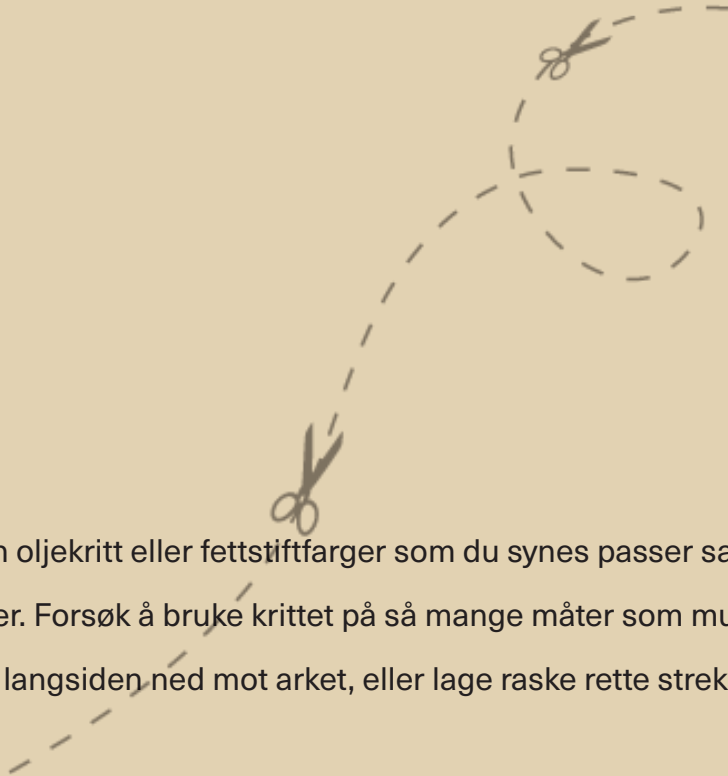 oljekritt eller fettstiftfarger som du synes passer
Forsøk å bruke krittet på så mange måter som
langsiden ned mot arket, eller lage raske rette